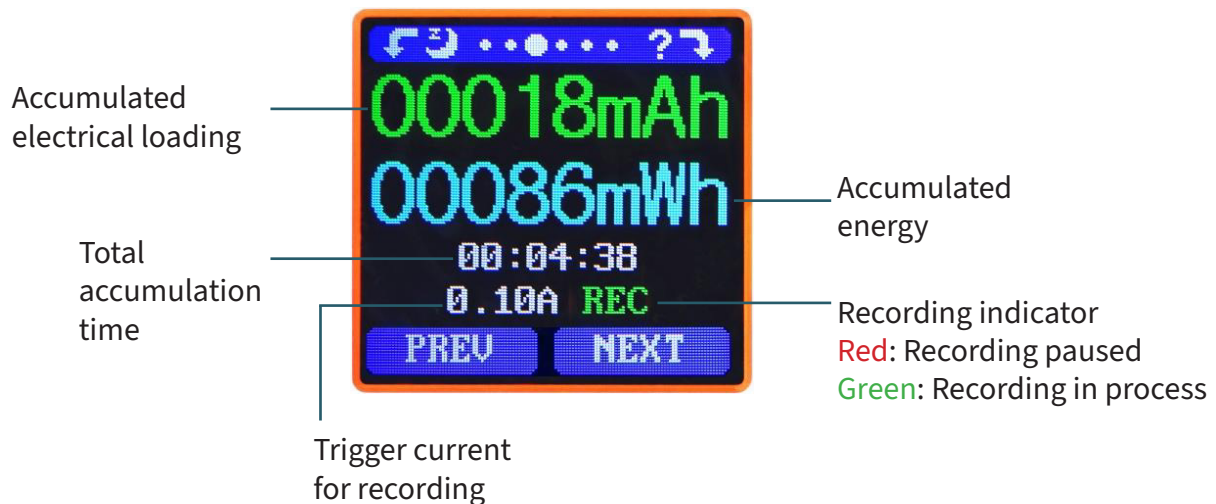 ?
Accumulated
electrical loading
00018mAh
00086mWh
Accumulated
energy
Total
accumulation
time
00:04:38
0.10A REC
Recording indicator
Red: Recording paused
Green: Recording in process
PREV NEXT
Trigger current
for recording